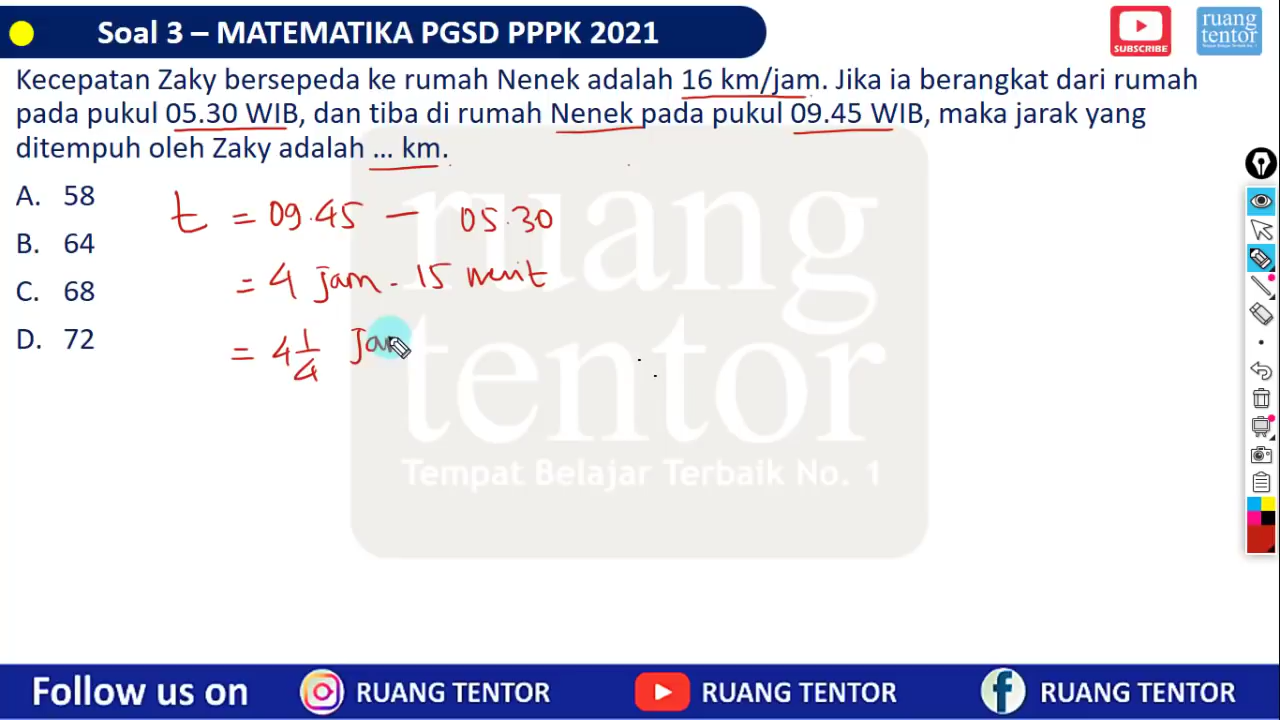 Soal 3 – MATEMATIKA PGSD PPPK 2021
SUBSCRIBE
ruang
tentor
Kecepatan Zaky bersepeda ke rumah Nenek adalah 16 km/jam. Jika ia berangkat dari rumah
pada pukul 05.30 WIB, dan tiba di rumah Nenek pada pukul 09.45 WIB, maka jarak yang
ditempuh oleh Zaky adalah ... km.
A. 58
B. 64
C. 68
D. 72
t = 09.45 – 05.30
= 4 jam . 15 menit
= 4 1/4 Jam
ruang
tentor
Tempat Belajar Terbaik No. 1
Follow us on RUANG TENTOR RUANG TENTOR RUANG TENTOR